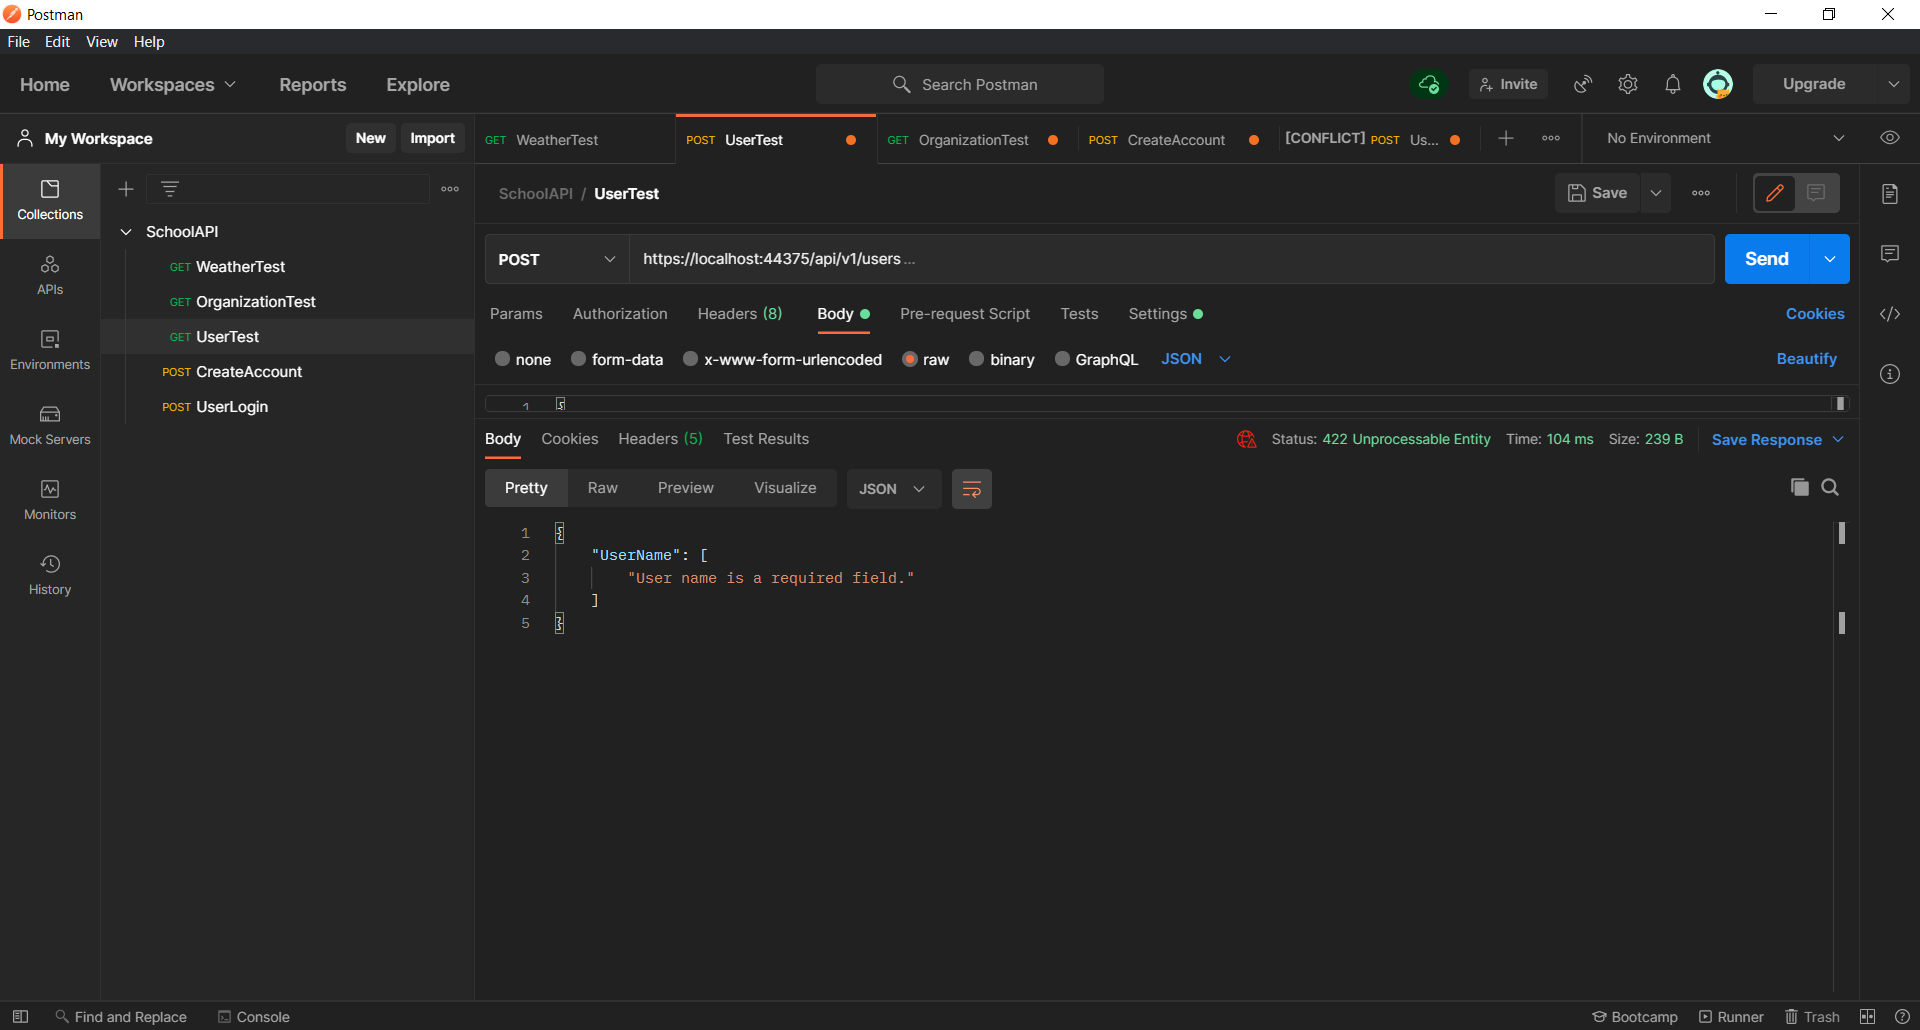 Postman
File Edit View Help
Home Workspaces Reports Explore Search Postman Invite Upgrade
My Workspace New Import GET WeatherTest POST UserTest GET OrganizationTest POST CreateAccount [CONFLICT] POST Us... No Environment
Collections
APIs
Environments
Mock Servers
Monitors
History
SchoolAPI
GET WeatherTest
GET OrganizationTest
GET UserTest
POST CreateAccount
POST UserLogin
SchoolAPI / UserTest Save
POST https://localhost:44375/api/v1/users ... Send
Params Authorization Headers (8) Body Pre-request Script Tests Settings Cookies
none form-data x-www-form-urlencoded raw binary GraphQL JSON Beautify
1 {
Body Cookies Headers (5) Test Results Status: 422 Unprocessable Entity Time: 104 ms Size: 239 B Save Response
Pretty Raw Preview Visualize JSON
1 {
2 "UserName": [
3 "User name is a required field."
4 ]
5 }
Find and Replace Console Bootcamp Runner Trash